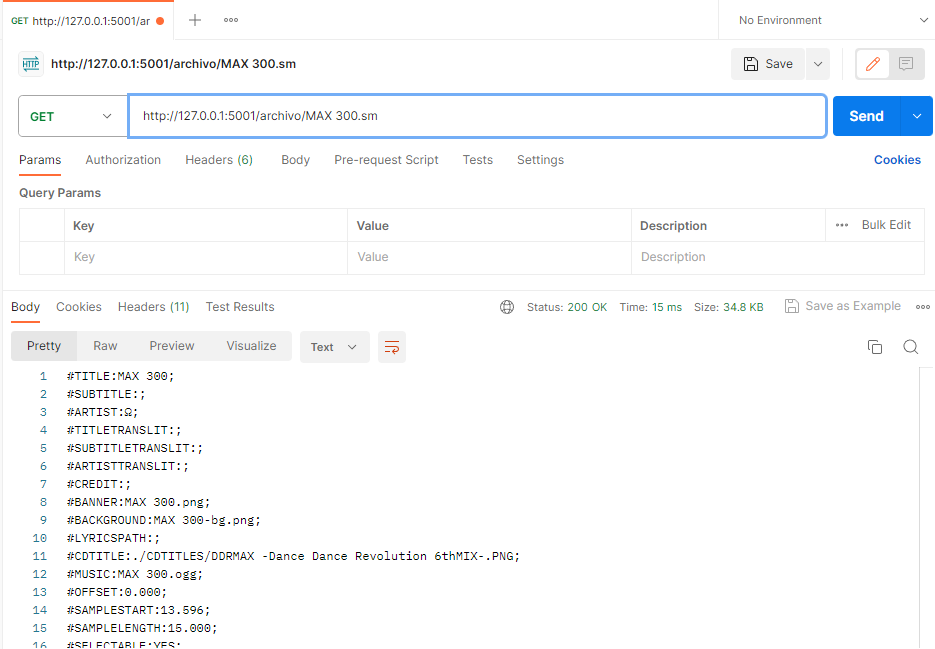 GET http://127.0.0.1:5001/ar
No Environment
HTTP http://127.0.0.1:5001/archivo/MAX 300.sm
Save
GET http://127.0.0.1:5001/archivo/MAX 300.sm Send
Params Authorization Headers (6) Body Pre-request Script Tests Settings Cookies
Query Params
Key Value Description Bulk Edit
Key Value Description
Body Cookies Headers (11) Test Results Status: 200 OK Time: 15 ms Size: 34.8 KB Save as Example
Pretty Raw Preview Visualize Text
1 #TITLE:MAX 300;
2 #SUBTITLE:;
3 #ARTIST:Ω;
4 #TITLETRANSLIT:;
5 #SUBTITLETRANSLIT:;
6 #ARTISTTRANSLIT:;
7 #CREDIT:;
8 #BANNER:MAX 300.png;
9 #BACKGROUND:MAX 300-bg.png;
10 #LYRICSPATH:;
11 #CDTITLE:./CDTITLES/DDRMAX -Dance Dance Revolution 6thMIX-.PNG;
12 #MUSIC:MAX 300.ogg;
13 #OFFSET:0.000;
14 #SAMPLESTART:13.596;
15 #SAMPLELENGTH:15.000;
16 #SELECTABLE:YES;